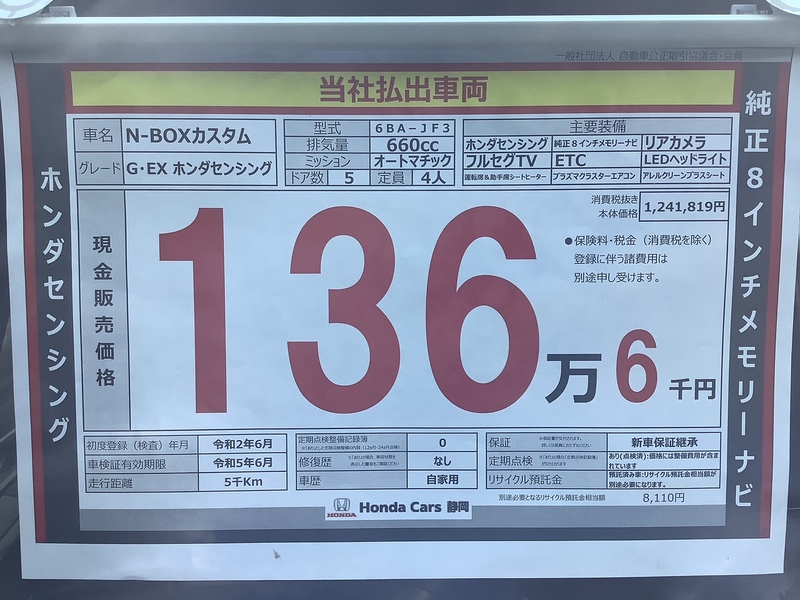 一般社団法人 自動車公正取引協議会・会員
当社払出車両
ホンダセンシング
純正8インチメモリーナビ
車名 N-BOXカスタム
グレード G・EX ホンダセンシング
型式 6BA-JF3
排気量 660cc
ミッション オートマチック
ドア数 5 定員 4人
主要装備
ホンダセンシング 純正8インチメモリーナビ リアカメラ
フルセグTV ETC LEDヘッドライト
運転席&助手席シートヒーター プラズマクラスターエアコン アレルクリーンプラスシート
現金販売価格
136万6千円
消費税抜き
本体価格 1,241,819円
●保険料・税金(消費税を除く)
登録に伴う諸費用は
別途申し受けます。
初度登録(検査)年月 令和2年6月
車検証有効期限 令和5年6月
走行距離 5千Km
定期点検整備記録簿 0
修復歴 なし
車歴 自家用
保証 新車保証継承
定期点検 あり(点検済):価格には整備費用が含まれています
リサイクル預託金 預託済み車:リサイクル預託金相当額が別途必要になります。
別途必要となるリサイクル預託金相当額 8,110円
HONDA Honda Cars 静岡